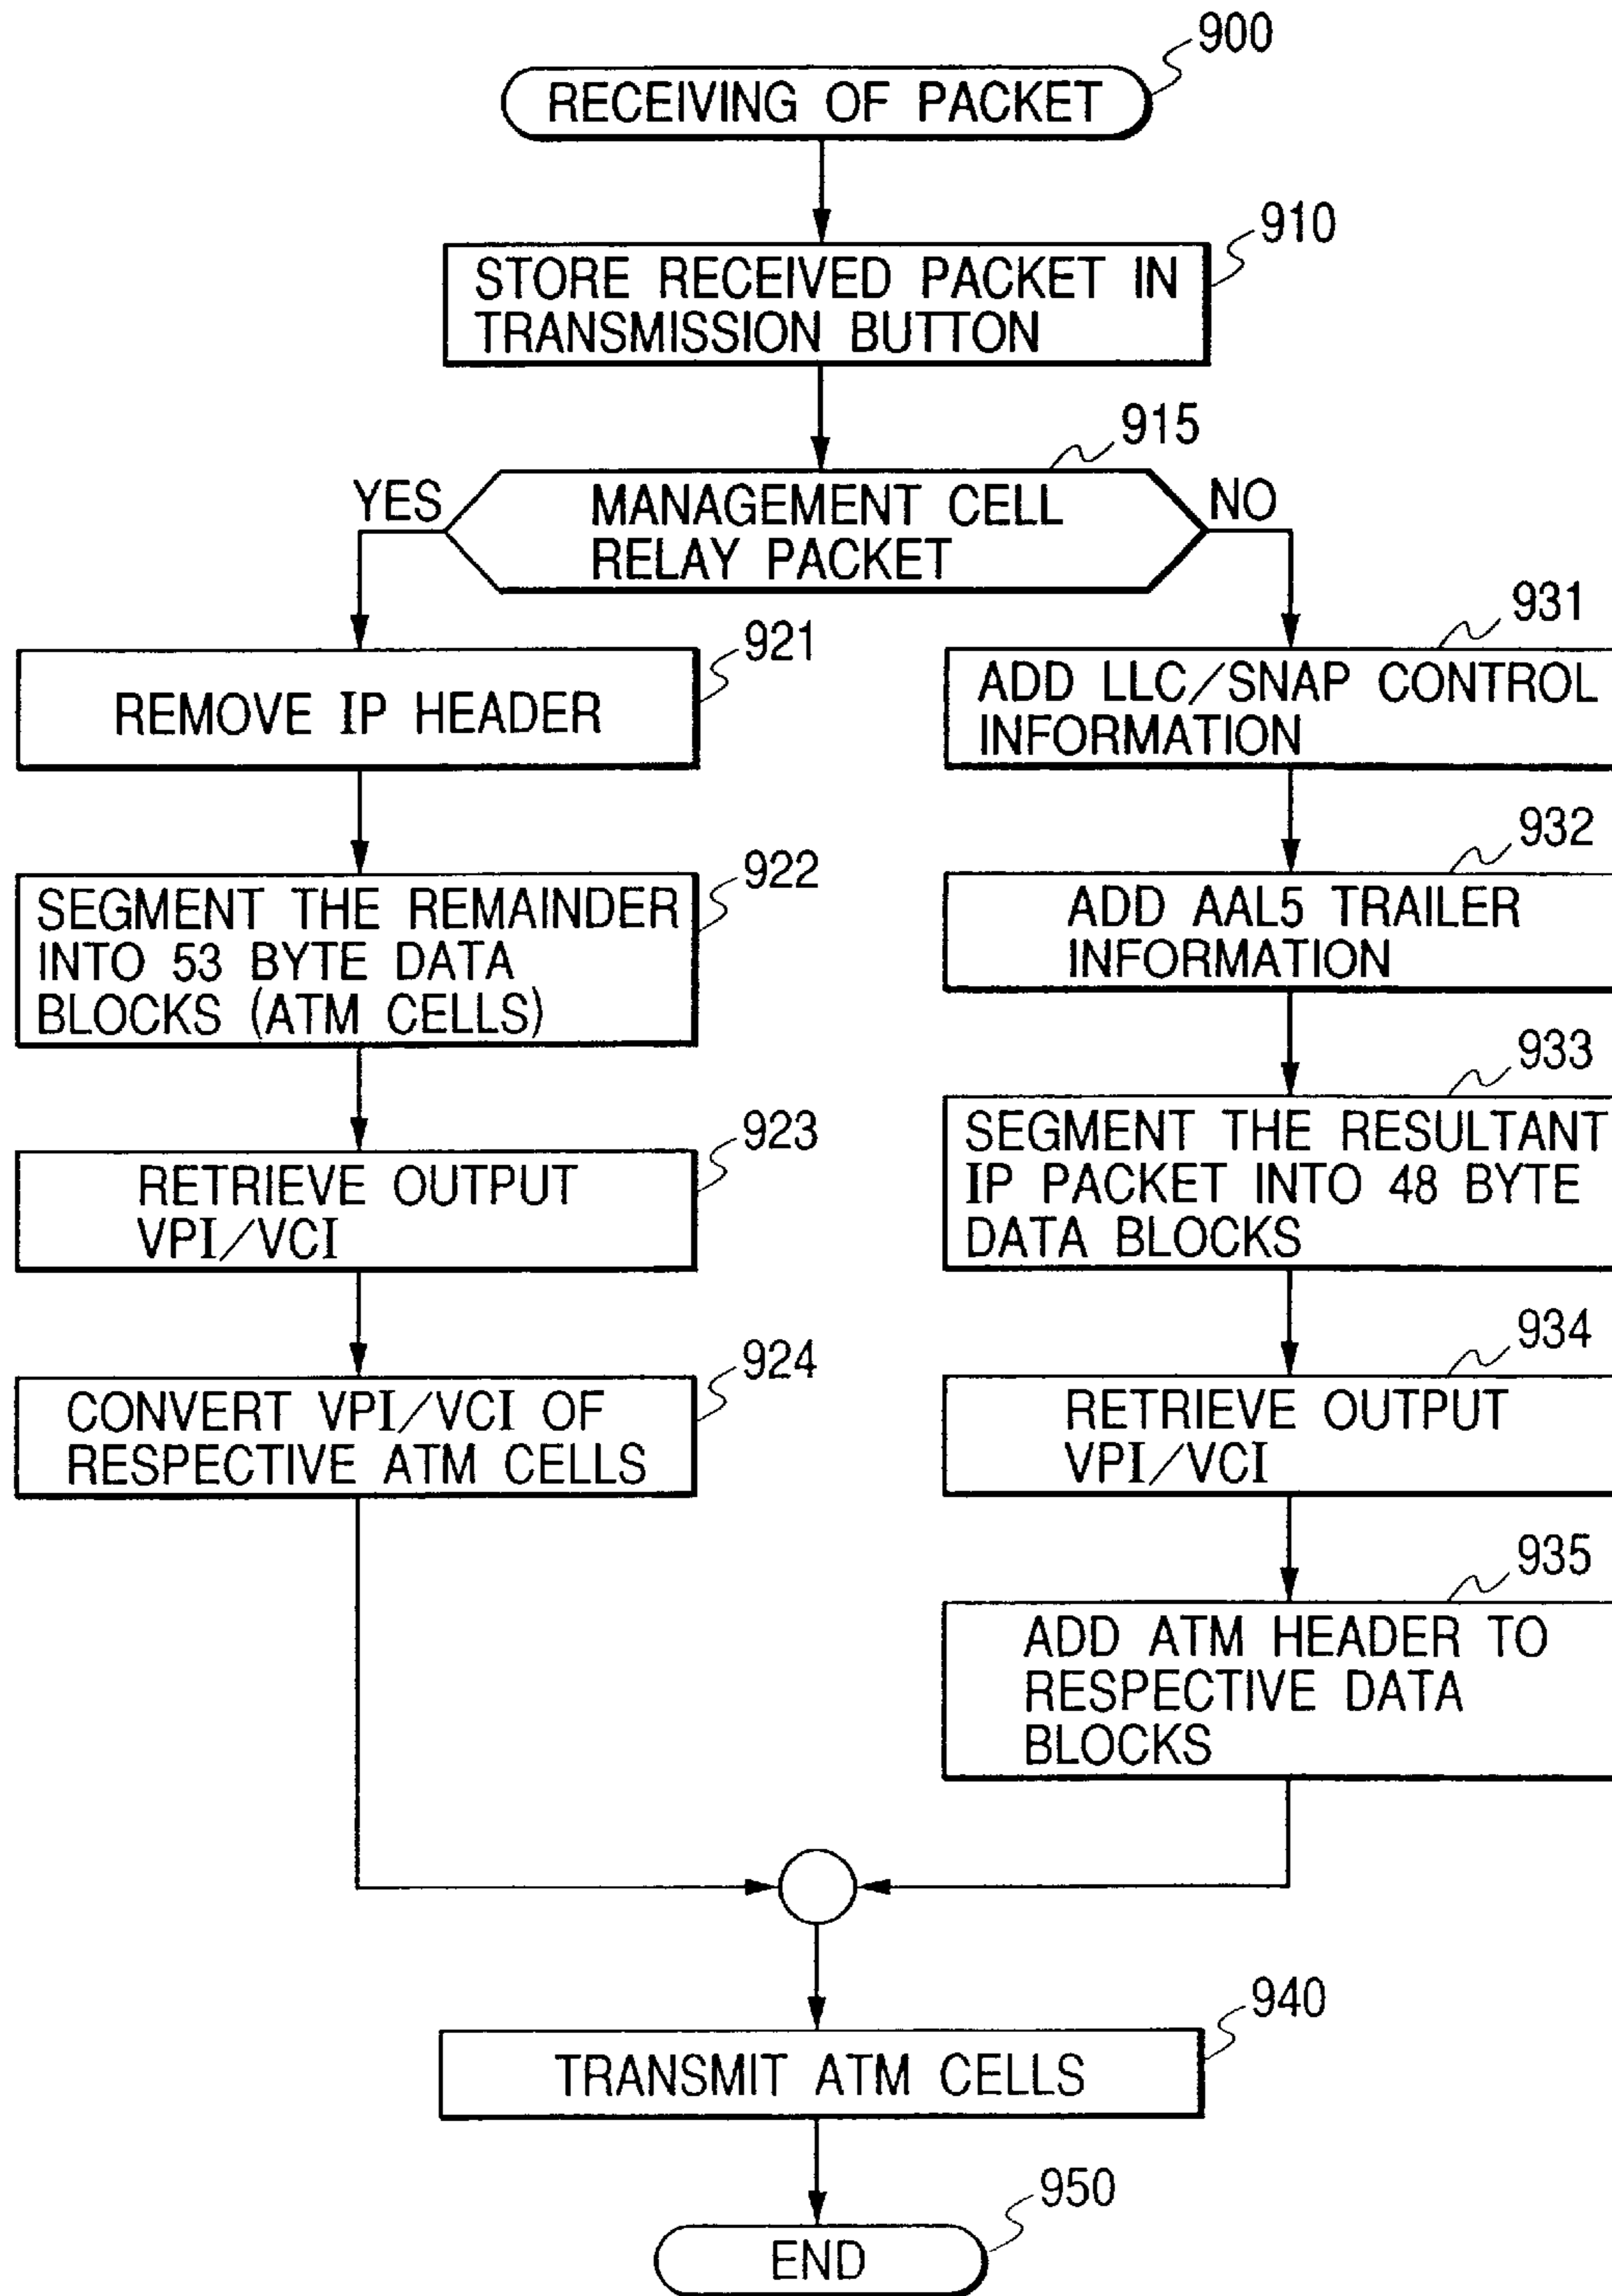 900
RECEIVING OF PACKET
910
STORE RECEIVED PACKET IN
TRANSMISSION BUTTON
915
YES
MANAGEMENT CELL
RELAY PACKET
NO
921
REMOVE IP HEADER
922
SEGMENT THE REMAINDER
INTO 53 BYTE DATA
BLOCKS (ATM CELLS)
923
RETRIEVE OUTPUT
VPI/VCI
924
CONVERT VPI/VCI OF
RESPECTIVE ATM CELLS
931
ADD LLC/SNAP CONTROL
INFORMATION
932
ADD AAL5 TRAILER
INFORMATION
933
SEGMENT THE RESULTANT
IP PACKET INTO 48 BYTE
DATA BLOCKS
934
RETRIEVE OUTPUT
VPI/VCI
935
ADD ATM HEADER TO
RESPECTIVE DATA
BLOCKS
940
TRANSMIT ATM CELLS
950
END